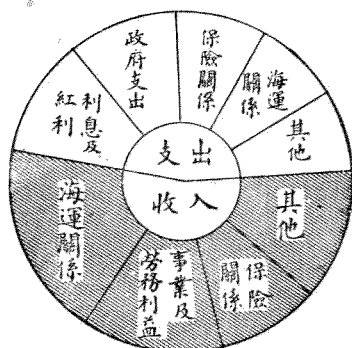 利息及
紅利
政府支出
保險關係
海運
關係
其他
支出
收入
海運關係
事業及
勞務利益
保險
關係
其他